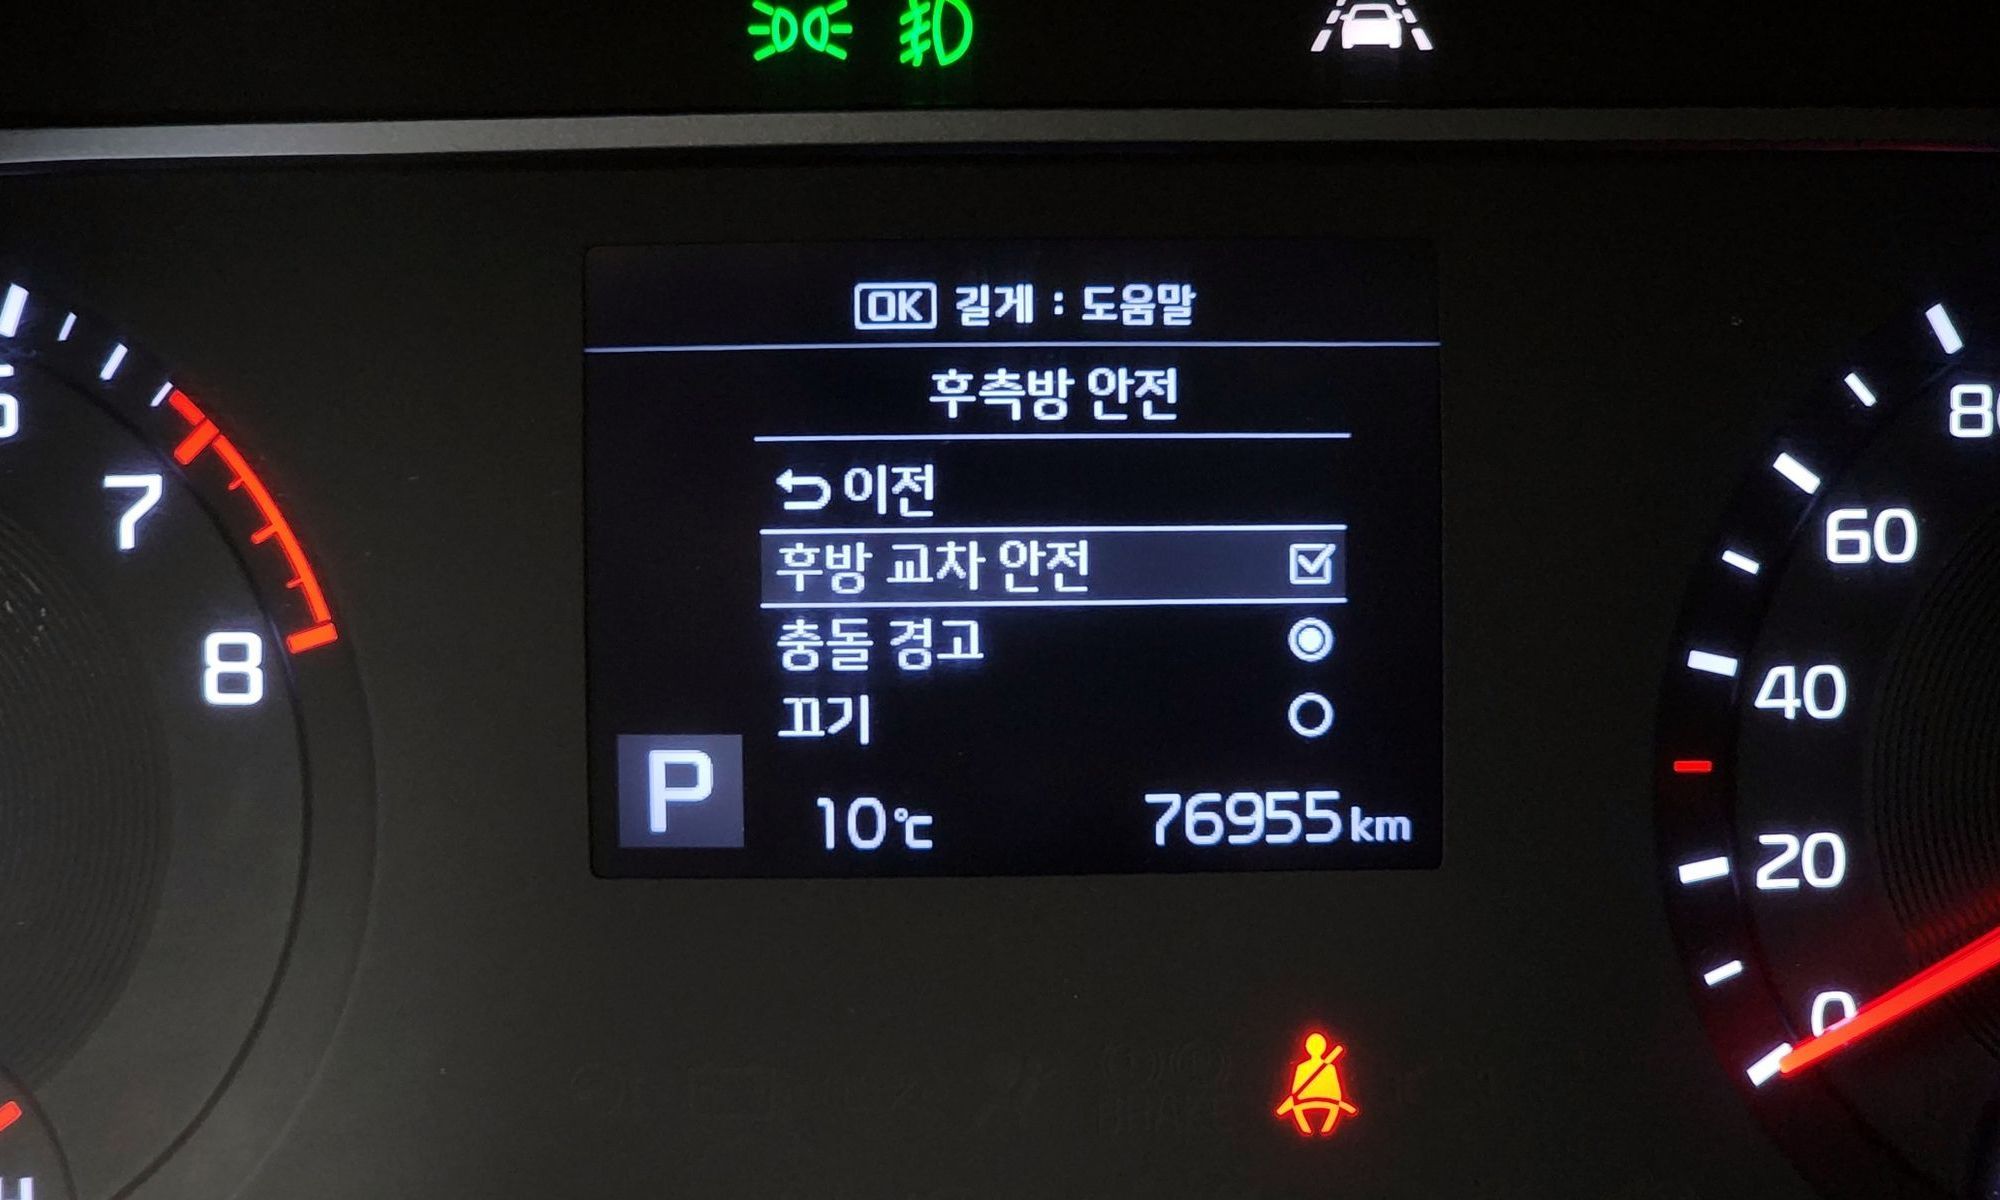 OK 길게 : 도움말
후측방 안전
이전
후방 교차 안전
충돌 경고
끄기
P
10℃ 76955km
7
8
80
60
40
20
0